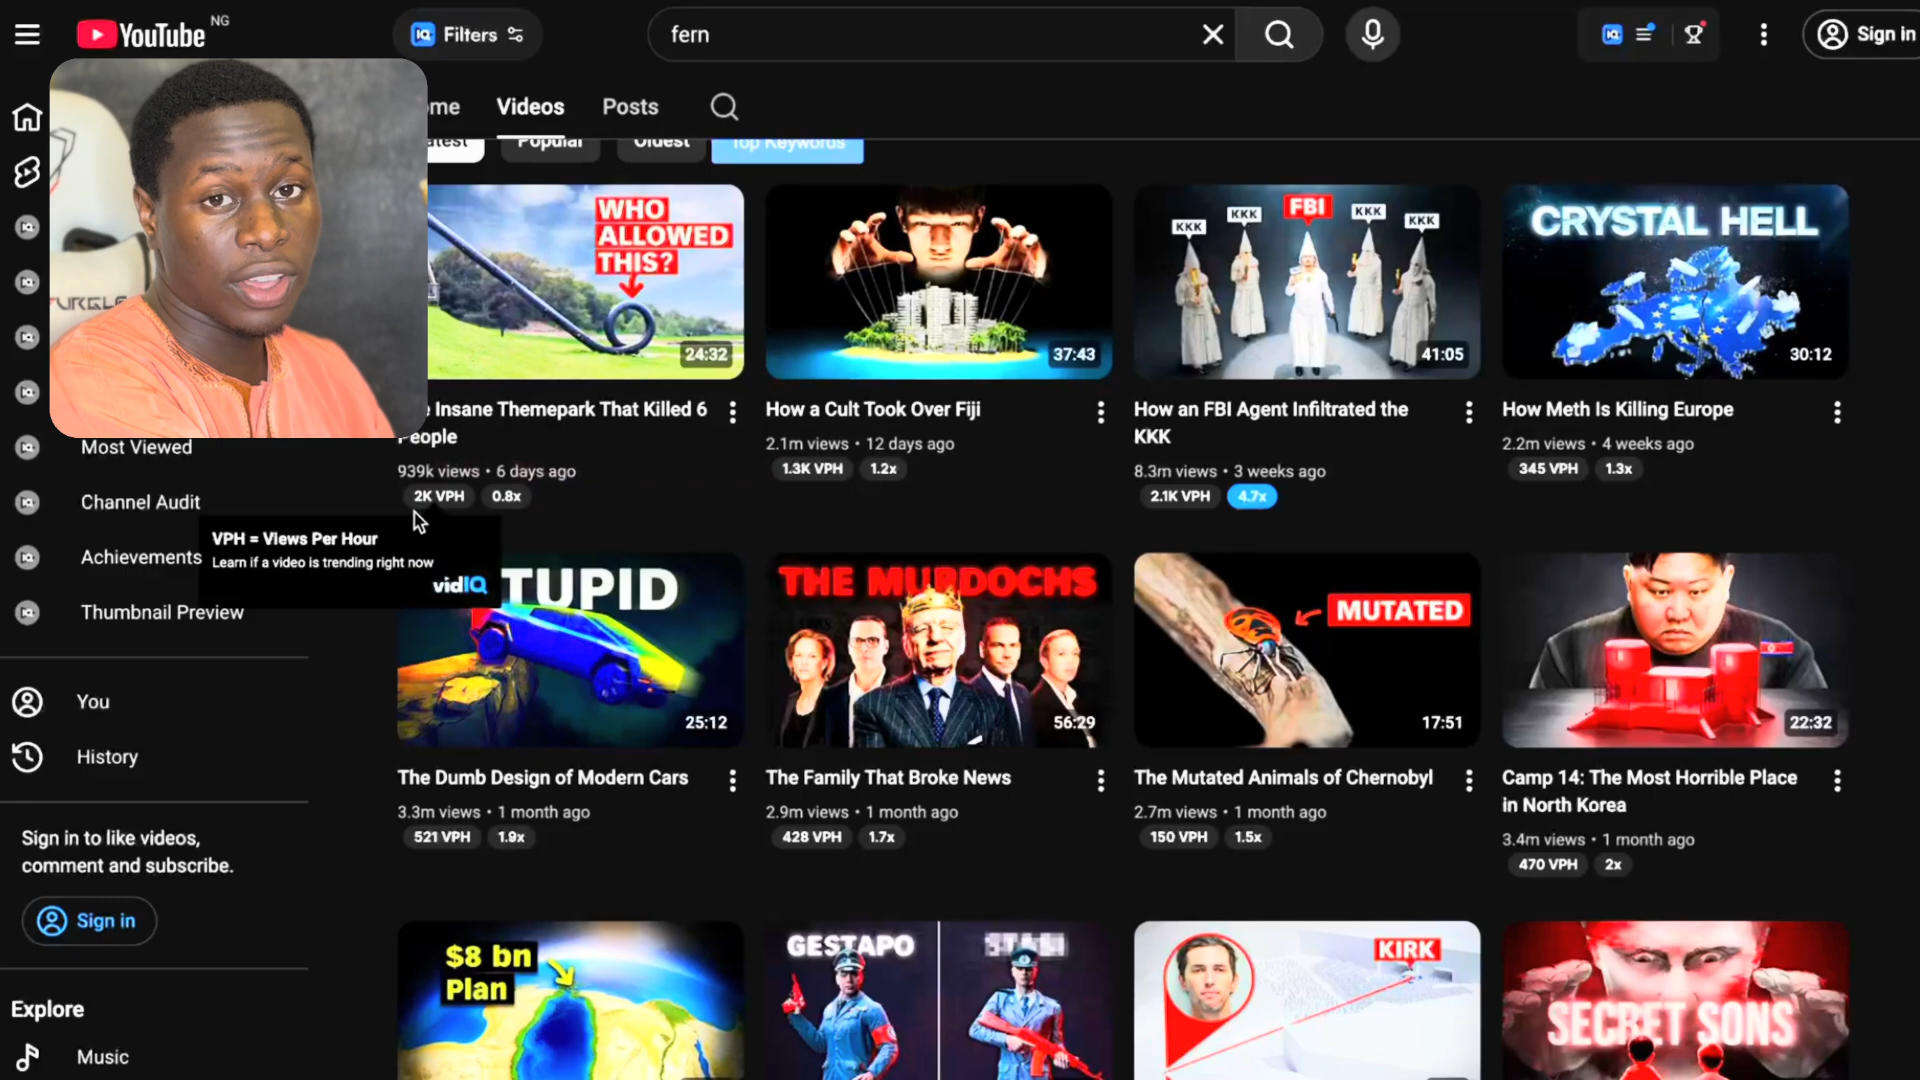 YouTube NG
Filters
fern
Sign in
ome
Videos
Posts
atest
Popular
Oldest
Top Keywords
WHO
ALLOWED
THIS?
24:32
37:43
KKK
KKK
FBI
KKK
KKK
41:05
CRYSTAL HELL
30:12
e Insane Themepark That Killed 6
People
939k views • 6 days ago
2K VPH
0.8x
How a Cult Took Over Fiji
2.1m views • 12 days ago
1.3K VPH
1.2x
How an FBI Agent Infiltrated the
KKK
8.3m views • 3 weeks ago
2.1K VPH
4.7x
How Meth Is Killing Europe
2.2m views • 4 weeks ago
345 VPH
1.3x
Most Viewed
Channel Audit
Achievements
Thumbnail Preview
VPH = Views Per Hour
Learn if a video is trending right now
vidIQ
TUPID
25:12
THE MURDOCHS
56:29
MUTATED
17:51
22:32
The Dumb Design of Modern Cars
3.3m views • 1 month ago
521 VPH
1.9x
The Family That Broke News
2.9m views • 1 month ago
428 VPH
1.7x
The Mutated Animals of Chernobyl
2.7m views • 1 month ago
150 VPH
1.5x
Camp 14: The Most Horrible Place
in North Korea
3.4m views • 1 month ago
470 VPH
2x
You
History
Sign in to like videos,
comment and subscribe.
Sign in
Explore
Music
$8 bn
Plan
GESTAPO
KIRK
SECRET SONS